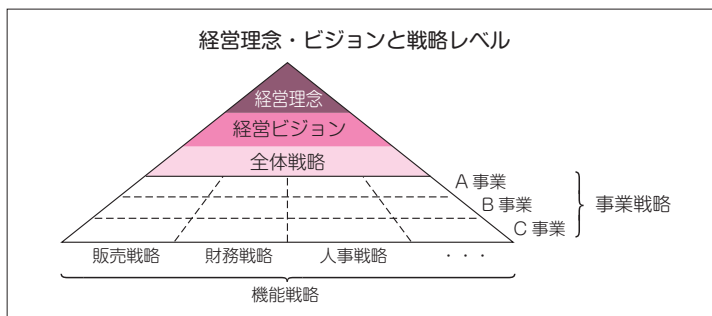 経営理念・ビジョンと戦略レベル
経営理念
経営ビジョン
全体戦略
A 事業
B 事業
C 事業
事業戦略
販売戦略 財務戦略 人事戦略 ・・・
機能戦略